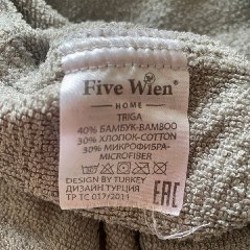 Five Wien®
HOME
TRIGA
40% БАМБУК-BAMBOO
30% ХЛОПОК-COTTON
30% МИКРОФИБРА-
MICROFIBER
DESIGN BY TURKEY
ДИЗАЙН ТУРЦИЯ
ТР ТС 017/2011
EAC